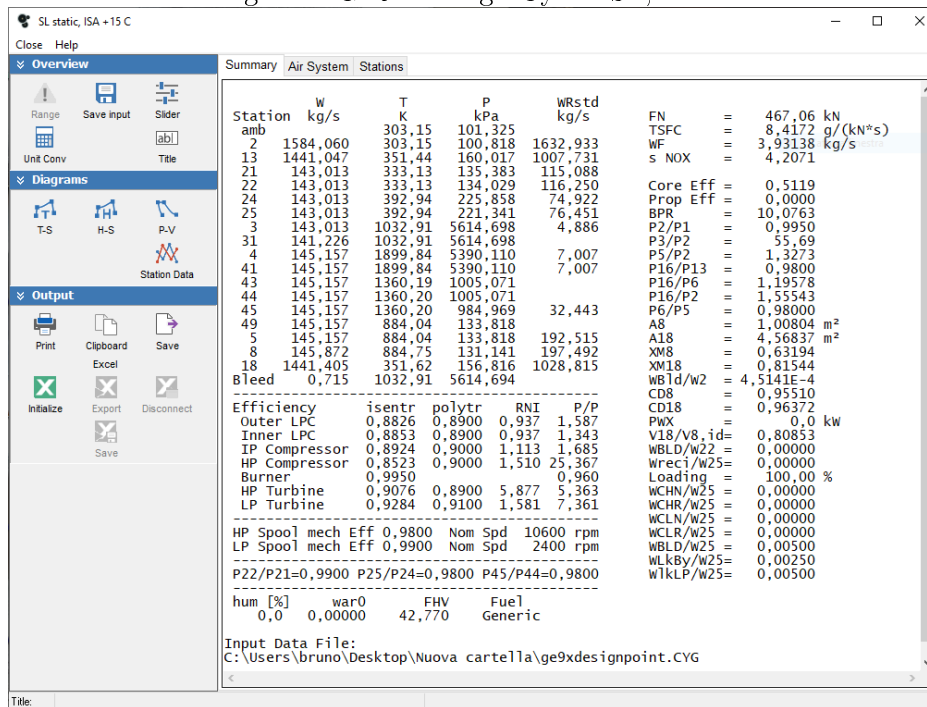 SL static, ISA +15 C
Close Help
Overview
Range Save input Slider
Unit Conv Title
Diagrams
T-S H-S P-V
Station Data
Output
Print Clipboard Save
Excel
Initialize Export Disconnect
Save
Summary Air System Stations
W T P WRstd
Station kg/s K kPa kg/s
amb 303,15 101,325
2 1584,060 303,15 100,818 1632,933
13 1441,047 351,44 160,017 1007,731
21 143,013 333,13 135,383 115,088
22 143,013 333,13 134,029 116,250
24 143,013 392,94 225,858 74,922
25 143,013 392,94 221,341 76,451
3 143,013 1032,91 5614,698 4,886
31 141,226 1032,91 5614,698
4 145,157 1899,84 5390,110 7,007
41 145,157 1899,84 5390,110 7,007
43 145,157 1360,19 1005,071
44 145,157 1360,20 1005,071
45 145,157 1360,20 984,969 32,443
49 145,157 884,04 133,818
5 145,157 884,04 133,818 192,515
8 145,872 884,75 131,141 197,492
18 1441,405 351,62 156,816 1028,815
Bleed 0,715 1032,91 5614,694
----------------------------------------
Efficiency isentr polytr RNI P/P
Outer LPC 0,8826 0,8900 0,937 1,587
Inner LPC 0,8853 0,8900 0,937 1,343
IP Compressor 0,8924 0,9000 1,113 1,685
HP Compressor 0,8523 0,9000 1,510 25,367
Burner 0,9950 0,960
HP Turbine 0,9076 0,8900 5,877 5,363
LP Turbine 0,9284 0,9100 1,581 7,361
----------------------------------------
HP Spool mech Eff 0,9800 Nom Spd 10600 rpm
LP Spool mech Eff 0,9900 Nom Spd 2400 rpm
----------------------------------------
P22/P21=0,9900 P25/P24=0,9800 P45/P44=0,9800
----------------------------------------
hum [%] war0 FHV Fuel
0,0 0,00000 42,770 Generic
Input Data File:
C:\Users\bruno\Desktop\Nuova cartella\ge9xdesignpoint.CYG
FN = 467,06 kN
TSFC = 8,4172 g/(kN*s)
WF = 3,93138 kg/s
s NOX = 4,2071
Core Eff = 0,5119
Prop Eff = 0,0000
BPR = 10,0763
P2/P1 = 0,9950
P3/P2 = 55,69
P5/P2 = 1,3273
P16/P13 = 0,9800
P16/P6 = 1,19578
P16/P2 = 1,55543
P6/P5 = 0,98000
A8 = 1,00804 m²
A18 = 4,56837 m²
XM8 = 0,63194
XM18 = 0,81544
WBld/W2 = 4,5141E-4
CD8 = 0,95510
CD18 = 0,96372
PWX = 0,0 kW
V18/V8,id= 0,80853
WBLD/W22 = 0,00000
Wreci/W25= 0,00000
Loading = 100,00 %
WCHN/W25 = 0,00000
WCHR/W25 = 0,00000
WCLN/W25 = 0,00000
WCLR/W25 = 0,00000
WBLD/W25 = 0,00500
WLkBy/W25= 0,00250
WlkLP/W25= 0,00500
Title: